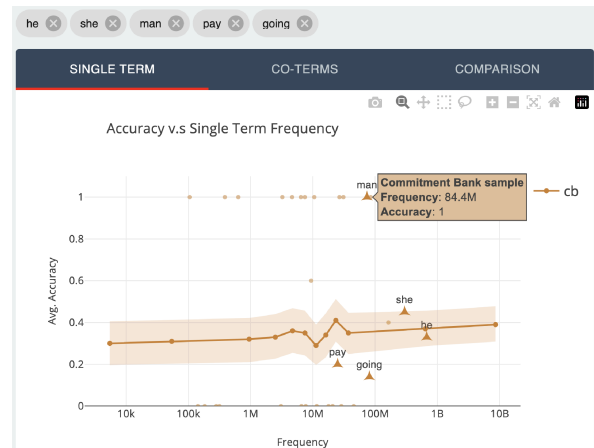 he she man pay going
SINGLE TERM CO-TERMS COMPARISON
Accuracy v.s Single Term Frequency
man Commitment Bank sample
Frequency: 84.4M
Accuracy: 1
cb
1
0.8
0.6
0.4
0.2
0
Avg. Accuracy
she
he
pay
going
10k 100k 1M 10M 100M 1B 10B
Frequency